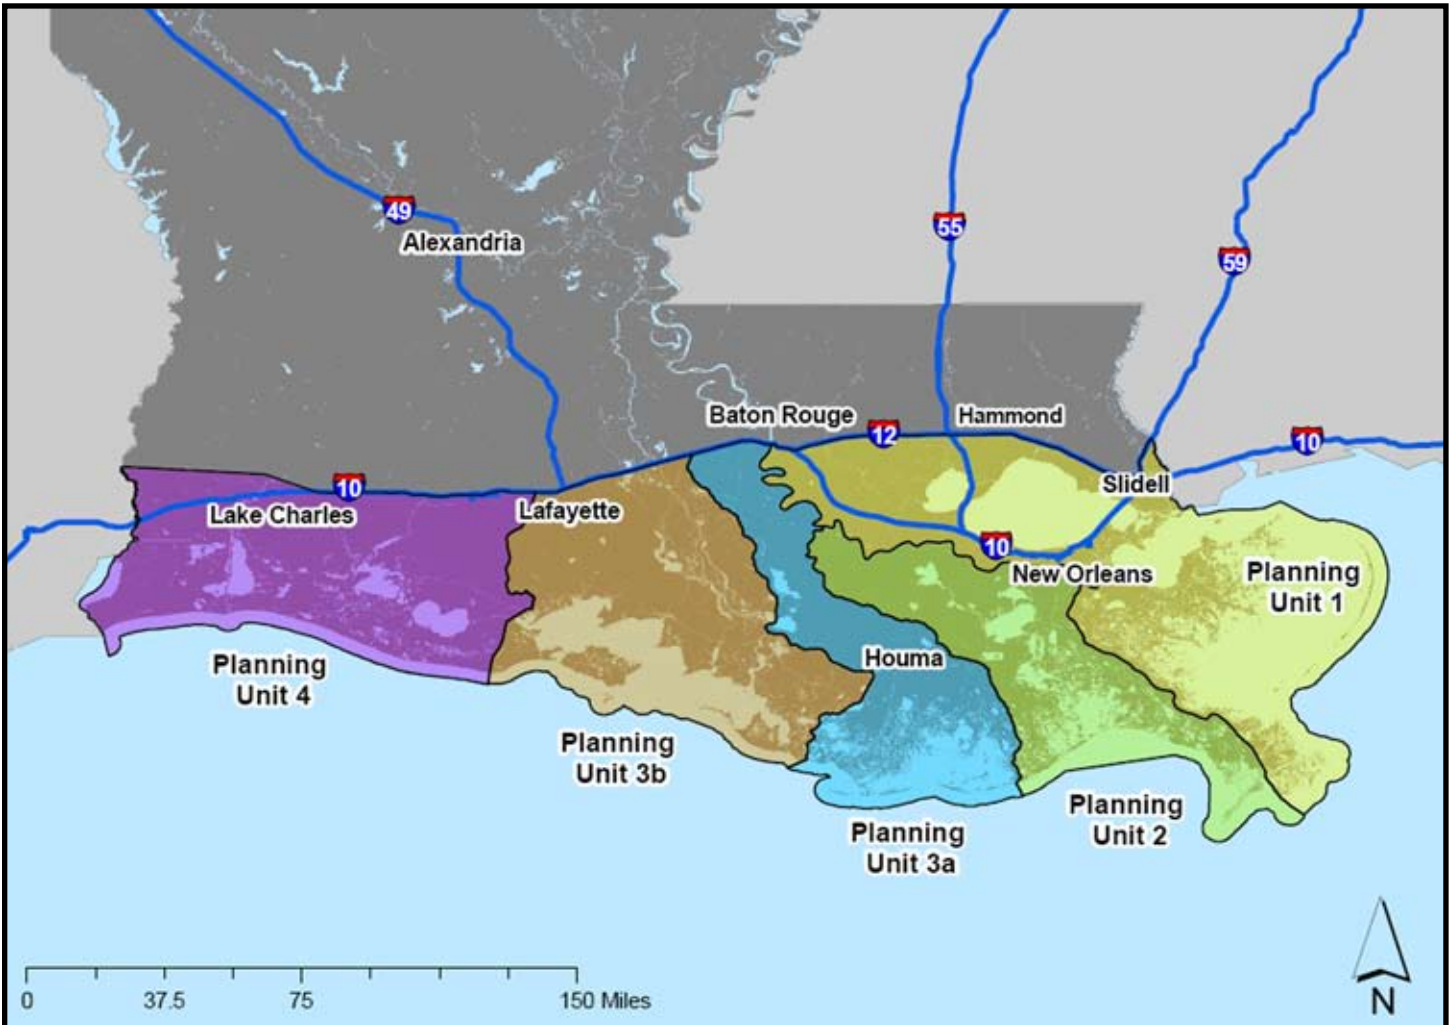 49
Alexandria
55
59
Baton Rouge
12
Hammond
10
Slidell
10
Lake Charles
Lafayette
10
New Orleans
Planning
Unit 1
Houma
Planning
Unit 4
Planning
Unit 3b
Planning
Unit 2
Planning
Unit 3a
0 37.5 75 150 Miles
N